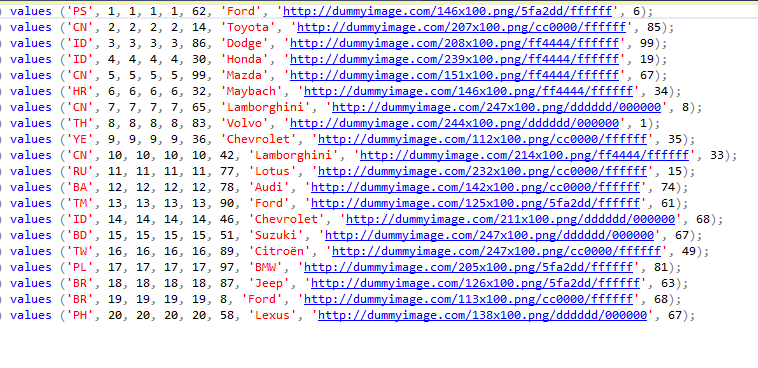 ) values ('PS', 1, 1, 1, 1, 62, 'Ford', 'http://dummyimage.com/146x100.png/5fa2dd/ffffff', 6);
) values ('CN', 2, 2, 2, 2, 14, 'Toyota', 'http://dummyimage.com/207x100.png/cc0000/ffffff', 85);
) values ('ID', 3, 3, 3, 3, 86, 'Dodge', 'http://dummyimage.com/208x100.png/ff4444/ffffff', 99);
) values ('ID', 4, 4, 4, 4, 30, 'Honda', 'http://dummyimage.com/239x100.png/ff4444/ffffff', 19);
) values ('CN', 5, 5, 5, 5, 99, 'Mazda', 'http://dummyimage.com/151x100.png/ff4444/ffffff', 67);
) values ('HR', 6, 6, 6, 6, 32, 'Maybach', 'http://dummyimage.com/146x100.png/ff4444/ffffff', 34);
) values ('CN', 7, 7, 7, 7, 65, 'Lamborghini', 'http://dummyimage.com/247x100.png/dddddd/000000', 8);
) values ('TH', 8, 8, 8, 8, 83, 'Volvo', 'http://dummyimage.com/244x100.png/dddddd/000000', 1);
) values ('YE', 9, 9, 9, 9, 36, 'Chevrolet', 'http://dummyimage.com/112x100.png/cc0000/ffffff', 35);
) values ('CN', 10, 10, 10, 10, 42, 'Lamborghini', 'http://dummyimage.com/214x100.png/ff4444/ffffff', 33);
) values ('RU', 11, 11, 11, 11, 77, 'Lotus', 'http://dummyimage.com/232x100.png/cc0000/ffffff', 15);
) values ('BA', 12, 12, 12, 12, 78, 'Audi', 'http://dummyimage.com/142x100.png/cc0000/ffffff', 74);
) values ('TM', 13, 13, 13, 13, 90, 'Ford', 'http://dummyimage.com/125x100.png/5fa2dd/ffffff', 61);
) values ('ID', 14, 14, 14, 14, 46, 'Chevrolet', 'http://dummyimage.com/211x100.png/dddddd/000000', 68);
) values ('BD', 15, 15, 15, 15, 51, 'Suzuki', 'http://dummyimage.com/247x100.png/dddddd/000000', 67);
) values ('TW', 16, 16, 16, 16, 89, 'Citroën', 'http://dummyimage.com/247x100.png/cc0000/ffffff', 49);
) values ('PL', 17, 17, 17, 17, 97, 'BMW', 'http://dummyimage.com/205x100.png/5fa2dd/ffffff', 81);
) values ('BR', 18, 18, 18, 18, 87, 'Jeep', 'http://dummyimage.com/126x100.png/5fa2dd/ffffff', 63);
) values ('BR', 19, 19, 19, 19, 8, 'Ford', 'http://dummyimage.com/113x100.png/cc0000/ffffff', 68);
) values ('PH', 20, 20, 20, 20, 58, 'Lexus', 'http://dummyimage.com/138x100.png/dddddd/000000', 67);